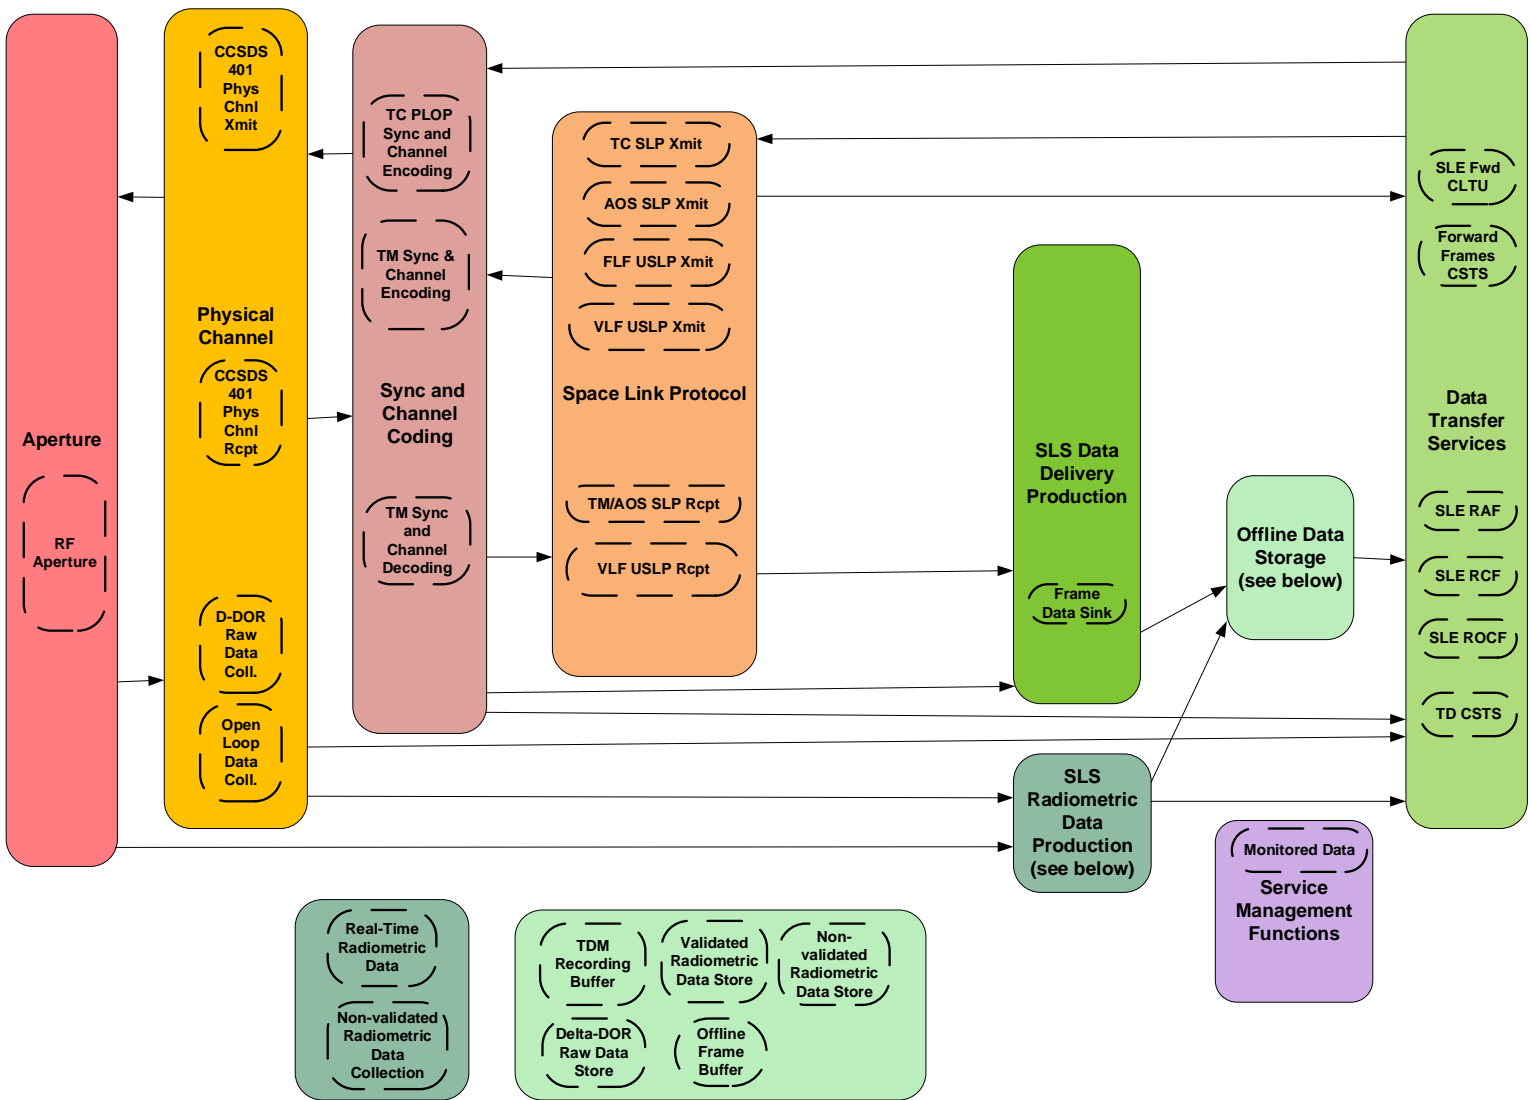 Aperture
RF
Aperture
CCSDS
401
Phys
Chnl
Xmit
Physical
Channel
CCSDS
401
Phys
Chnl
Rcpt
D-DOR
Raw
Data
Coll.
Open
Loop
Data
Coll.
TC PLOP
Sync and
Channel
Encoding
TM Sync &
Channel
Encoding
Sync and
Channel
Coding
TM Sync
and
Channel
Decoding
TC SLP Xmit
AOS SLP Xmit
FLF USLP Xmit
VLF USLP Xmit
Space Link Protocol
TM/AOS SLP Rcpt
VLF USLP Rcpt
SLS Data
Delivery
Production
Frame
Data Sink
Offline Data
Storage
(see below)
SLE Fwd
CLTU
Forward
Frames
CSTS
Data
Transfer
Services
SLE RAF
SLE RCF
SLE ROCF
TD CSTS
SLS
Radiometric
Data
Production
(see below)
Monitored Data
Service
Management
Functions
Real-Time
Radiometric
Data
Non-validated
Radiometric
Data
Collection
TDM
Recording
Buffer
Validated
Radiometric
Data Store
Non-
validated
Radiometric
Data Store
Delta-DOR
Raw Data
Store
Offline
Frame
Buffer